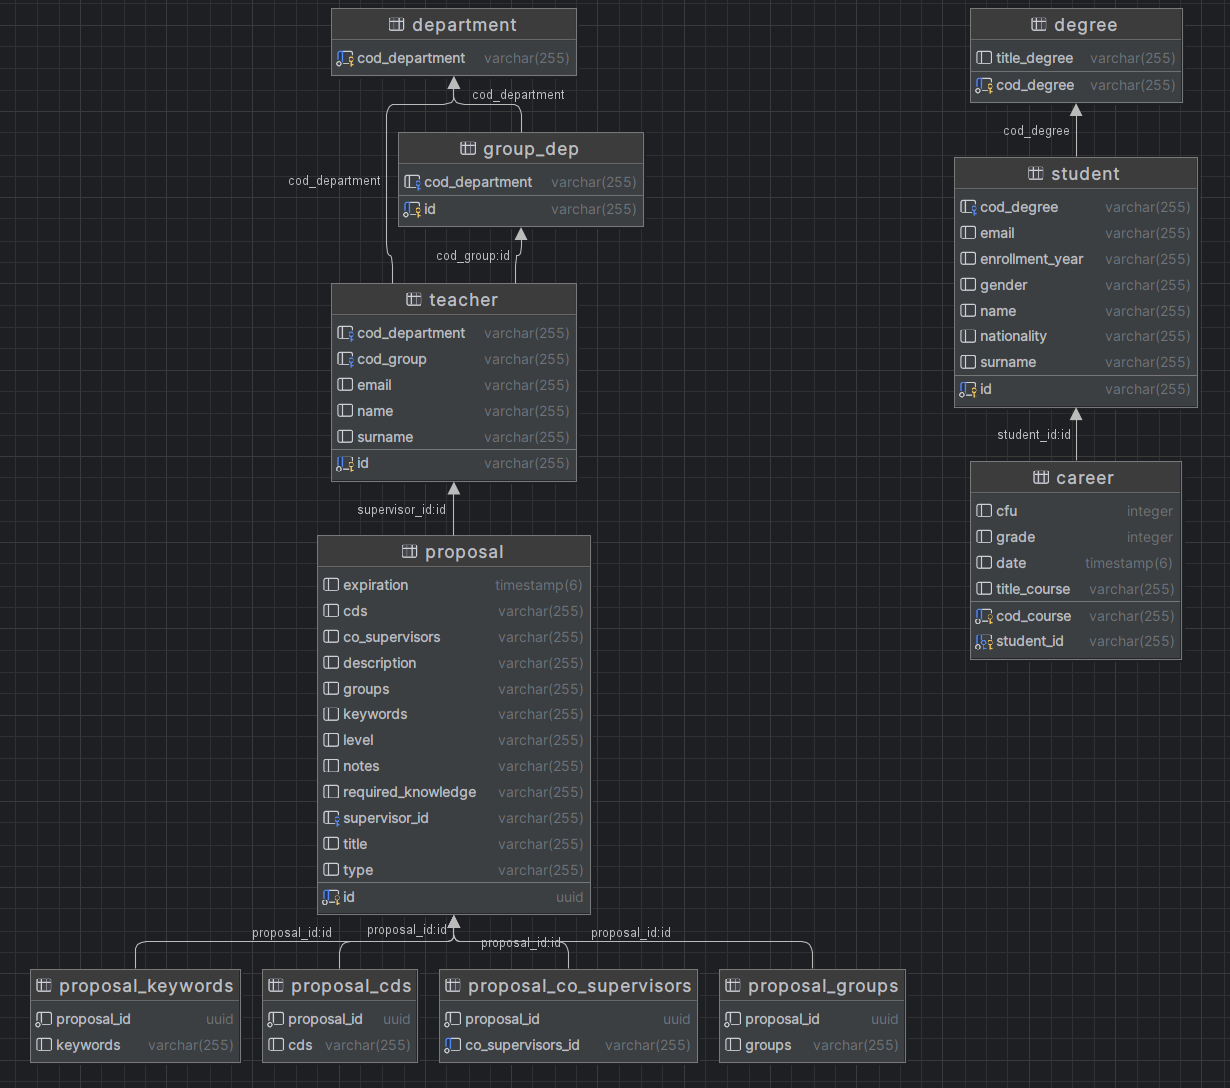 department
cod_department varchar(255)
cod_department
group_dep
cod_department varchar(255)
id varchar(255)
cod_department
cod_group:id
teacher
cod_department varchar(255)
cod_group varchar(255)
email varchar(255)
name varchar(255)
surname varchar(255)
id varchar(255)
supervisor_id:id
proposal
expiration timestamp(6)
cds varchar(255)
co_supervisors varchar(255)
description varchar(255)
groups varchar(255)
keywords varchar(255)
level varchar(255)
notes varchar(255)
required_knowledge varchar(255)
supervisor_id varchar(255)
title varchar(255)
type varchar(255)
id uuid
proposal_id:id
proposal_id:id
proposal_id:id
proposal_id:id
proposal_keywords
proposal_id uuid
keywords varchar(255)
proposal_cds
proposal_id uuid
cds varchar(255)
proposal_co_supervisors
proposal_id uuid
co_supervisors_id varchar(255)
proposal_groups
proposal_id uuid
groups varchar(255)
degree
title_degree varchar(255)
cod_degree varchar(255)
cod_degree
student
cod_degree varchar(255)
email varchar(255)
enrollment_year varchar(255)
gender varchar(255)
name varchar(255)
nationality varchar(255)
surname varchar(255)
id varchar(255)
student_id:id
career
cfu integer
grade integer
date timestamp(6)
title_course varchar(255)
cod_course varchar(255)
student_id varchar(255)